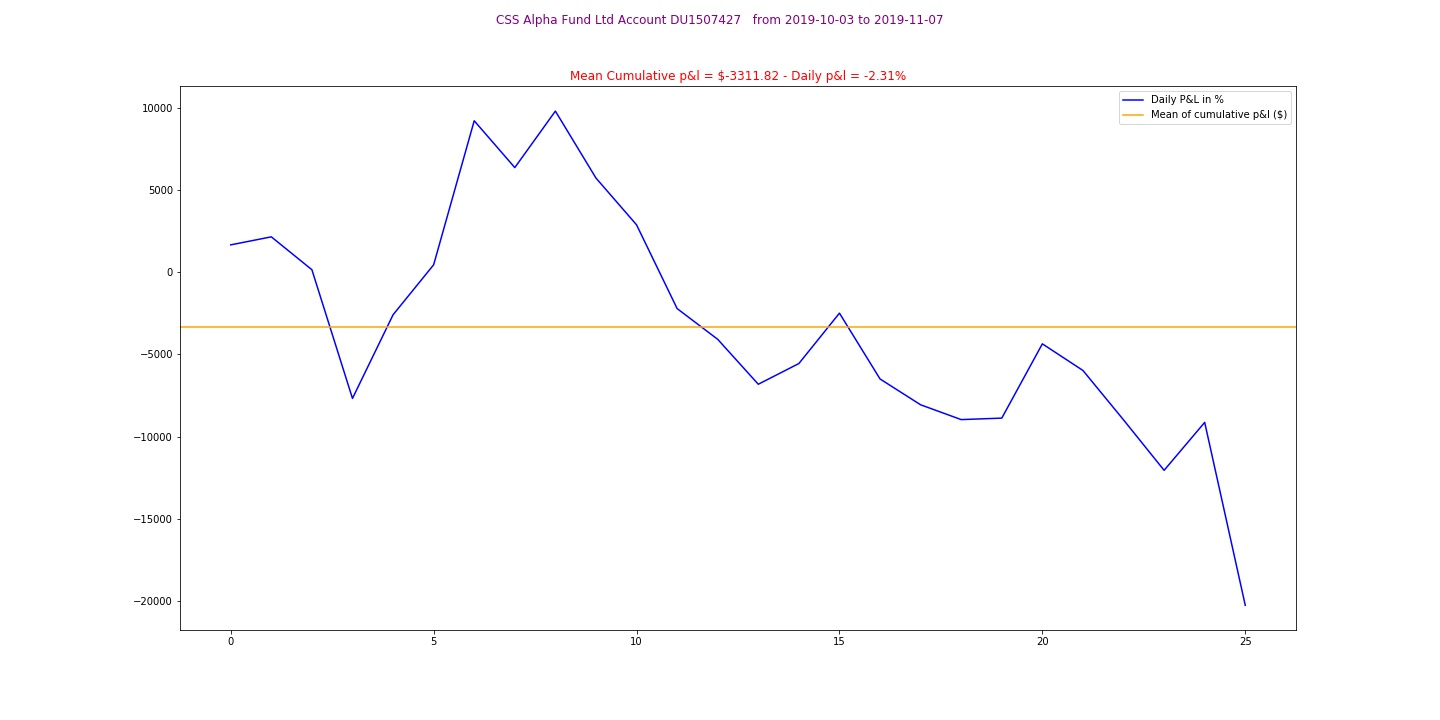 CSS Alpha Fund Ltd Account DU1507427   from 2019-10-03 to 2019-11-07
Mean Cumulative p&l = $-3311.82 - Daily p&l = -2.31%
Daily P&L in %
Mean of cumulative p&l ($)
10000
5000
0
−5000
−10000
−15000
−20000
0 5 10 15 20 25